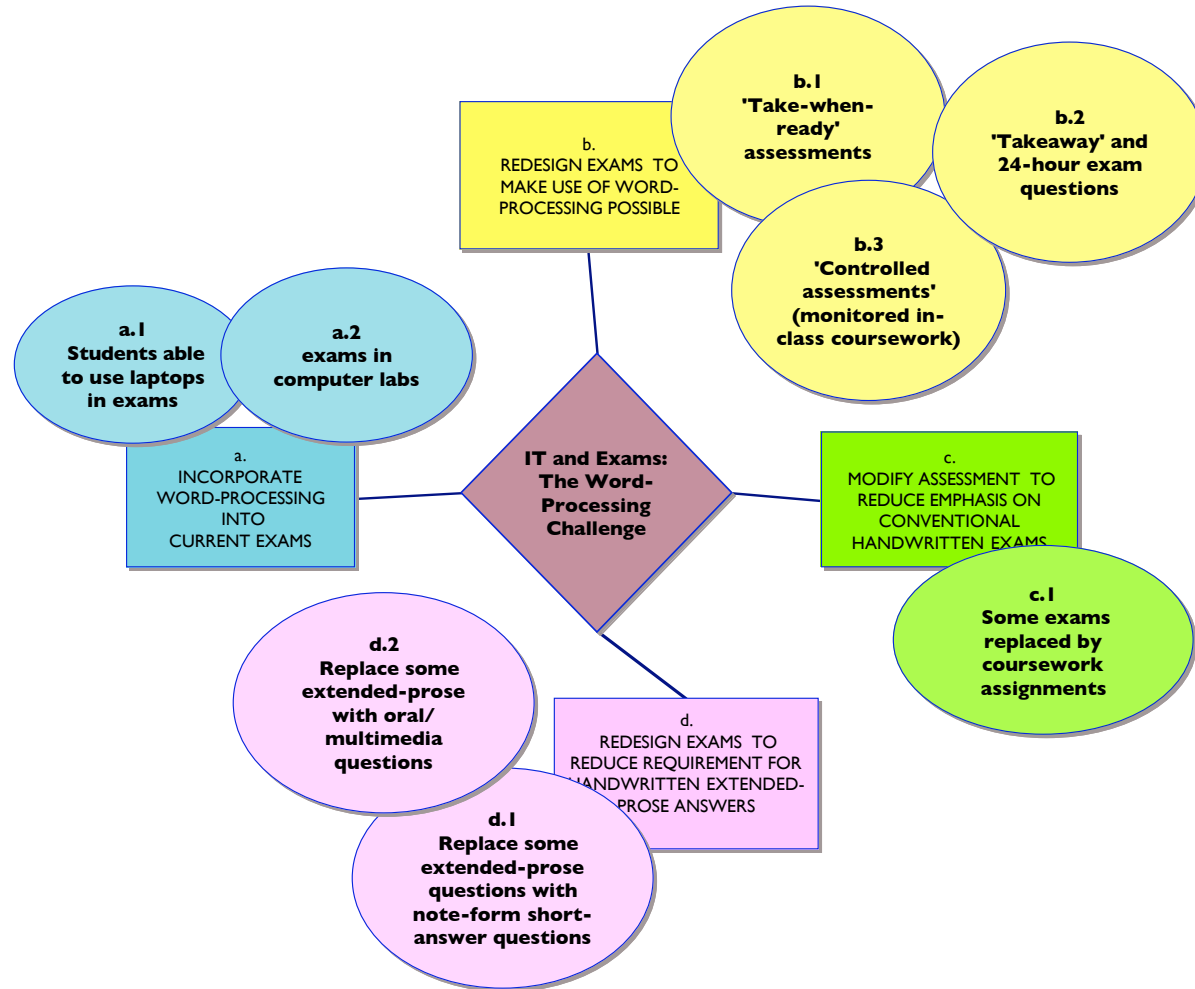 b.
REDESIGN EXAMS TO
MAKE USE OF WORD-
PROCESSING POSSIBLE
b.1
'Take-when-
ready'
assessments
b.2
'Takeaway' and
24-hour exam
questions
b.3
'Controlled
assessments'
(monitored in-
class coursework)
a.1
Students able
to use laptops
in exams
a.2
exams in
computer labs
a.
INCORPORATE
WORD-PROCESSING
INTO
CURRENT EXAMS
IT and Exams:
The Word-
Processing
Challenge
c.
MODIFY ASSESSMENT TO
REDUCE EMPHASIS ON
CONVENTIONAL
HANDWRITTEN EXAMS
c.1
Some exams
replaced by
coursework
assignments
d.2
Replace some
extended-prose
with oral/
multimedia
questions
d.
REDESIGN EXAMS TO
REDUCE REQUIREMENT FOR
HANDWRITTEN EXTENDED-
PROSE ANSWERS
d.1
Replace some
extended-prose
questions with
note-form short-
answer questions